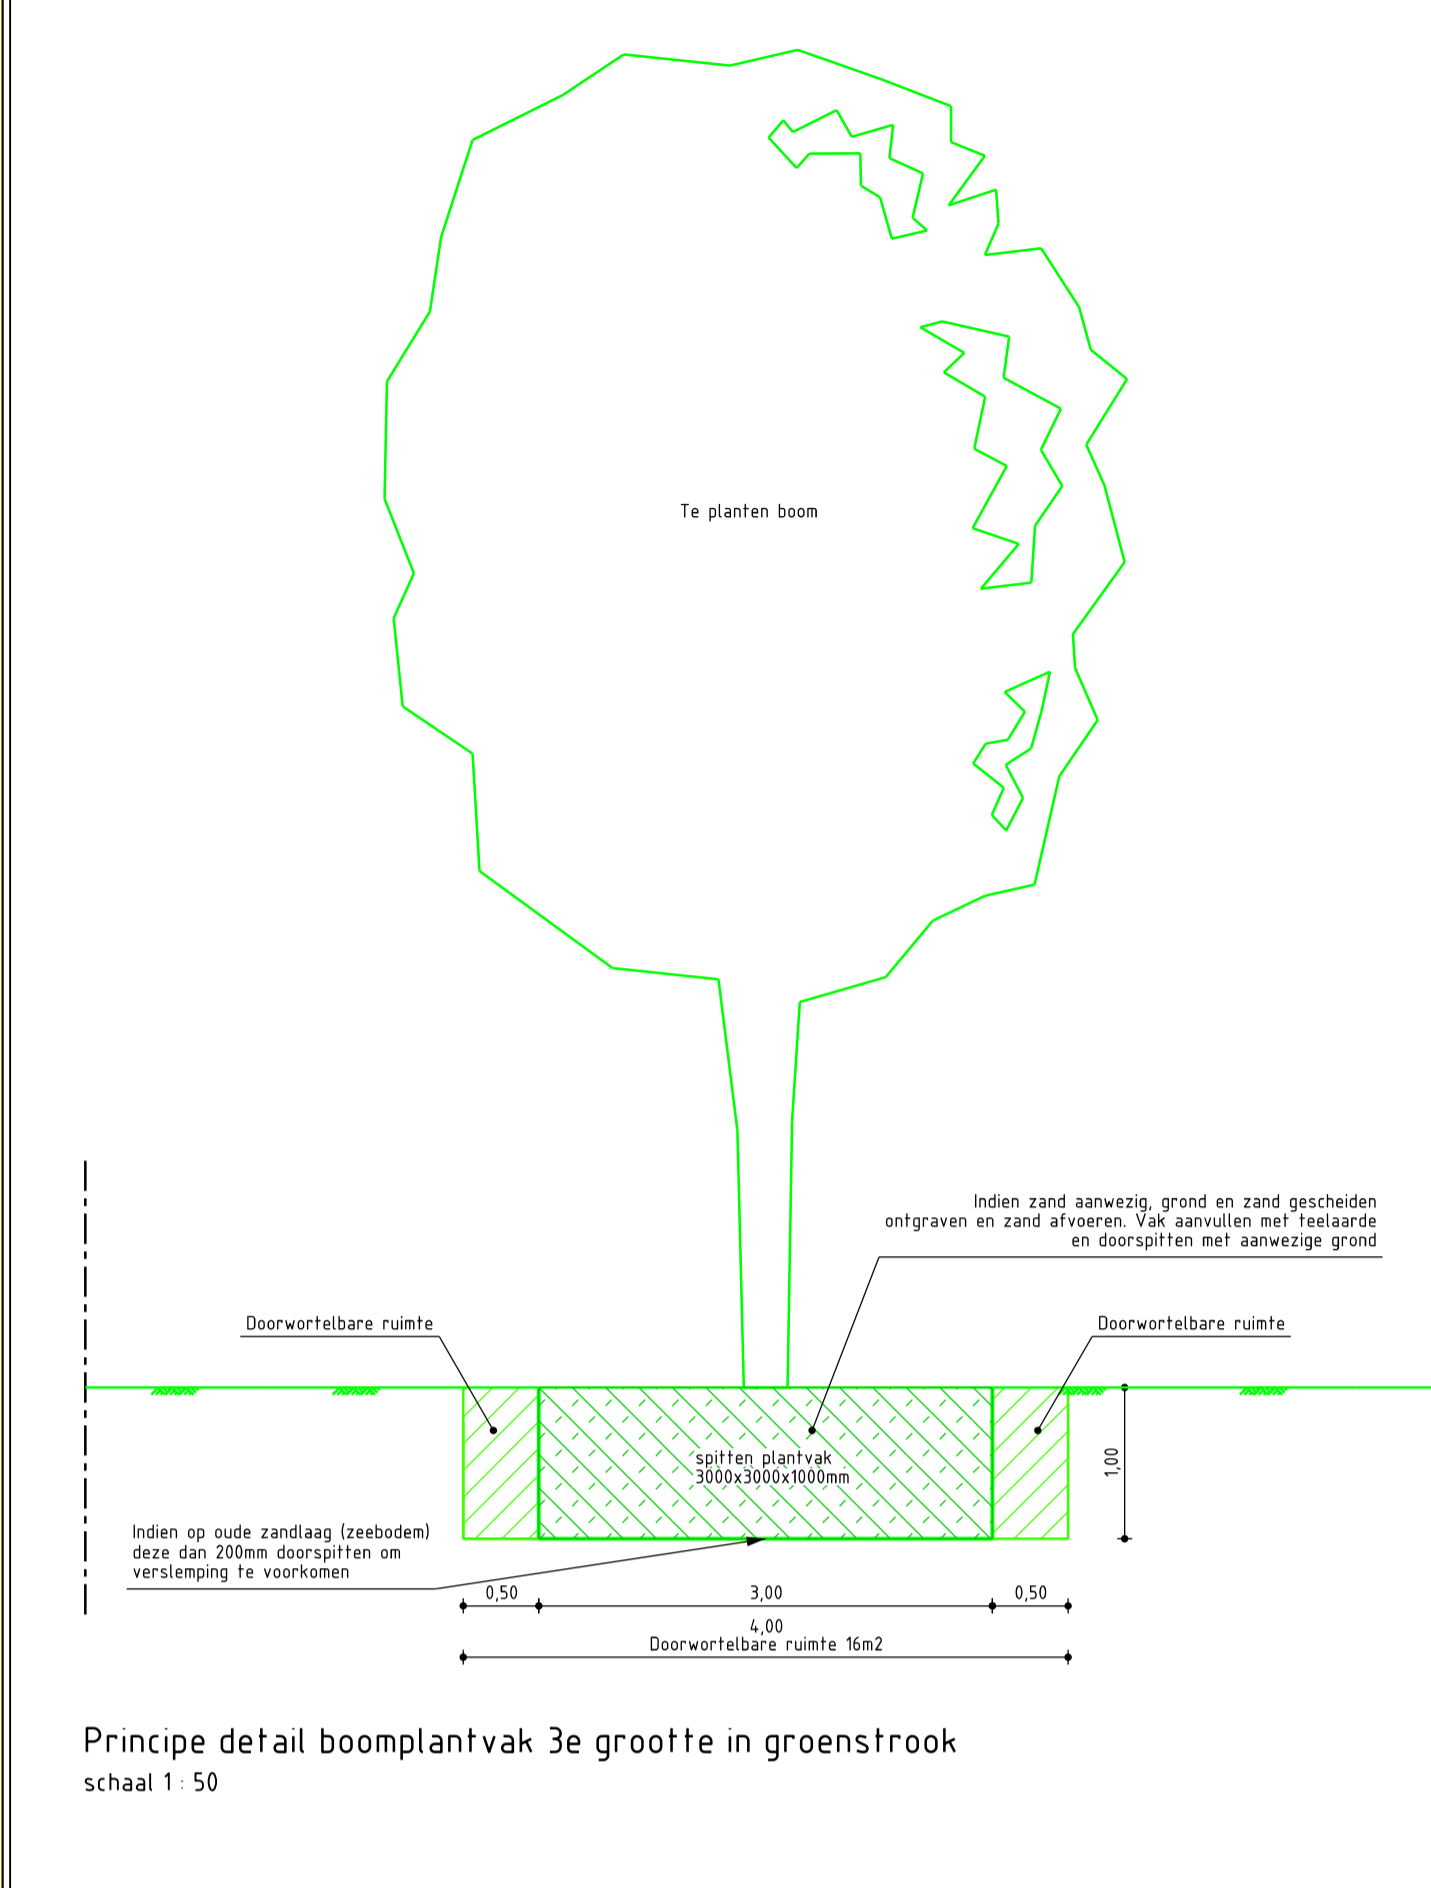 Te planten boom
Indien zand aanwezig, grond en zand gescheiden
ontgraven en zand afvoeren. Vak aanvullen met teelaarde
en doorspitten met aanwezige grond
Doorwortelbare ruimte
Doorwortelbare ruimte
spitten plantvak
3000x3000x1000mm
1,00
Indien op oude zandlaag (zeebodem)
deze dan 200mm doorspitten om
verslemping te voorkomen
0,50
3,00
0,50
4,00
Doorwortelbare ruimte 16m2
Principe detail boomplantvak 3e grootte in groenstrook
schaal 1 : 50